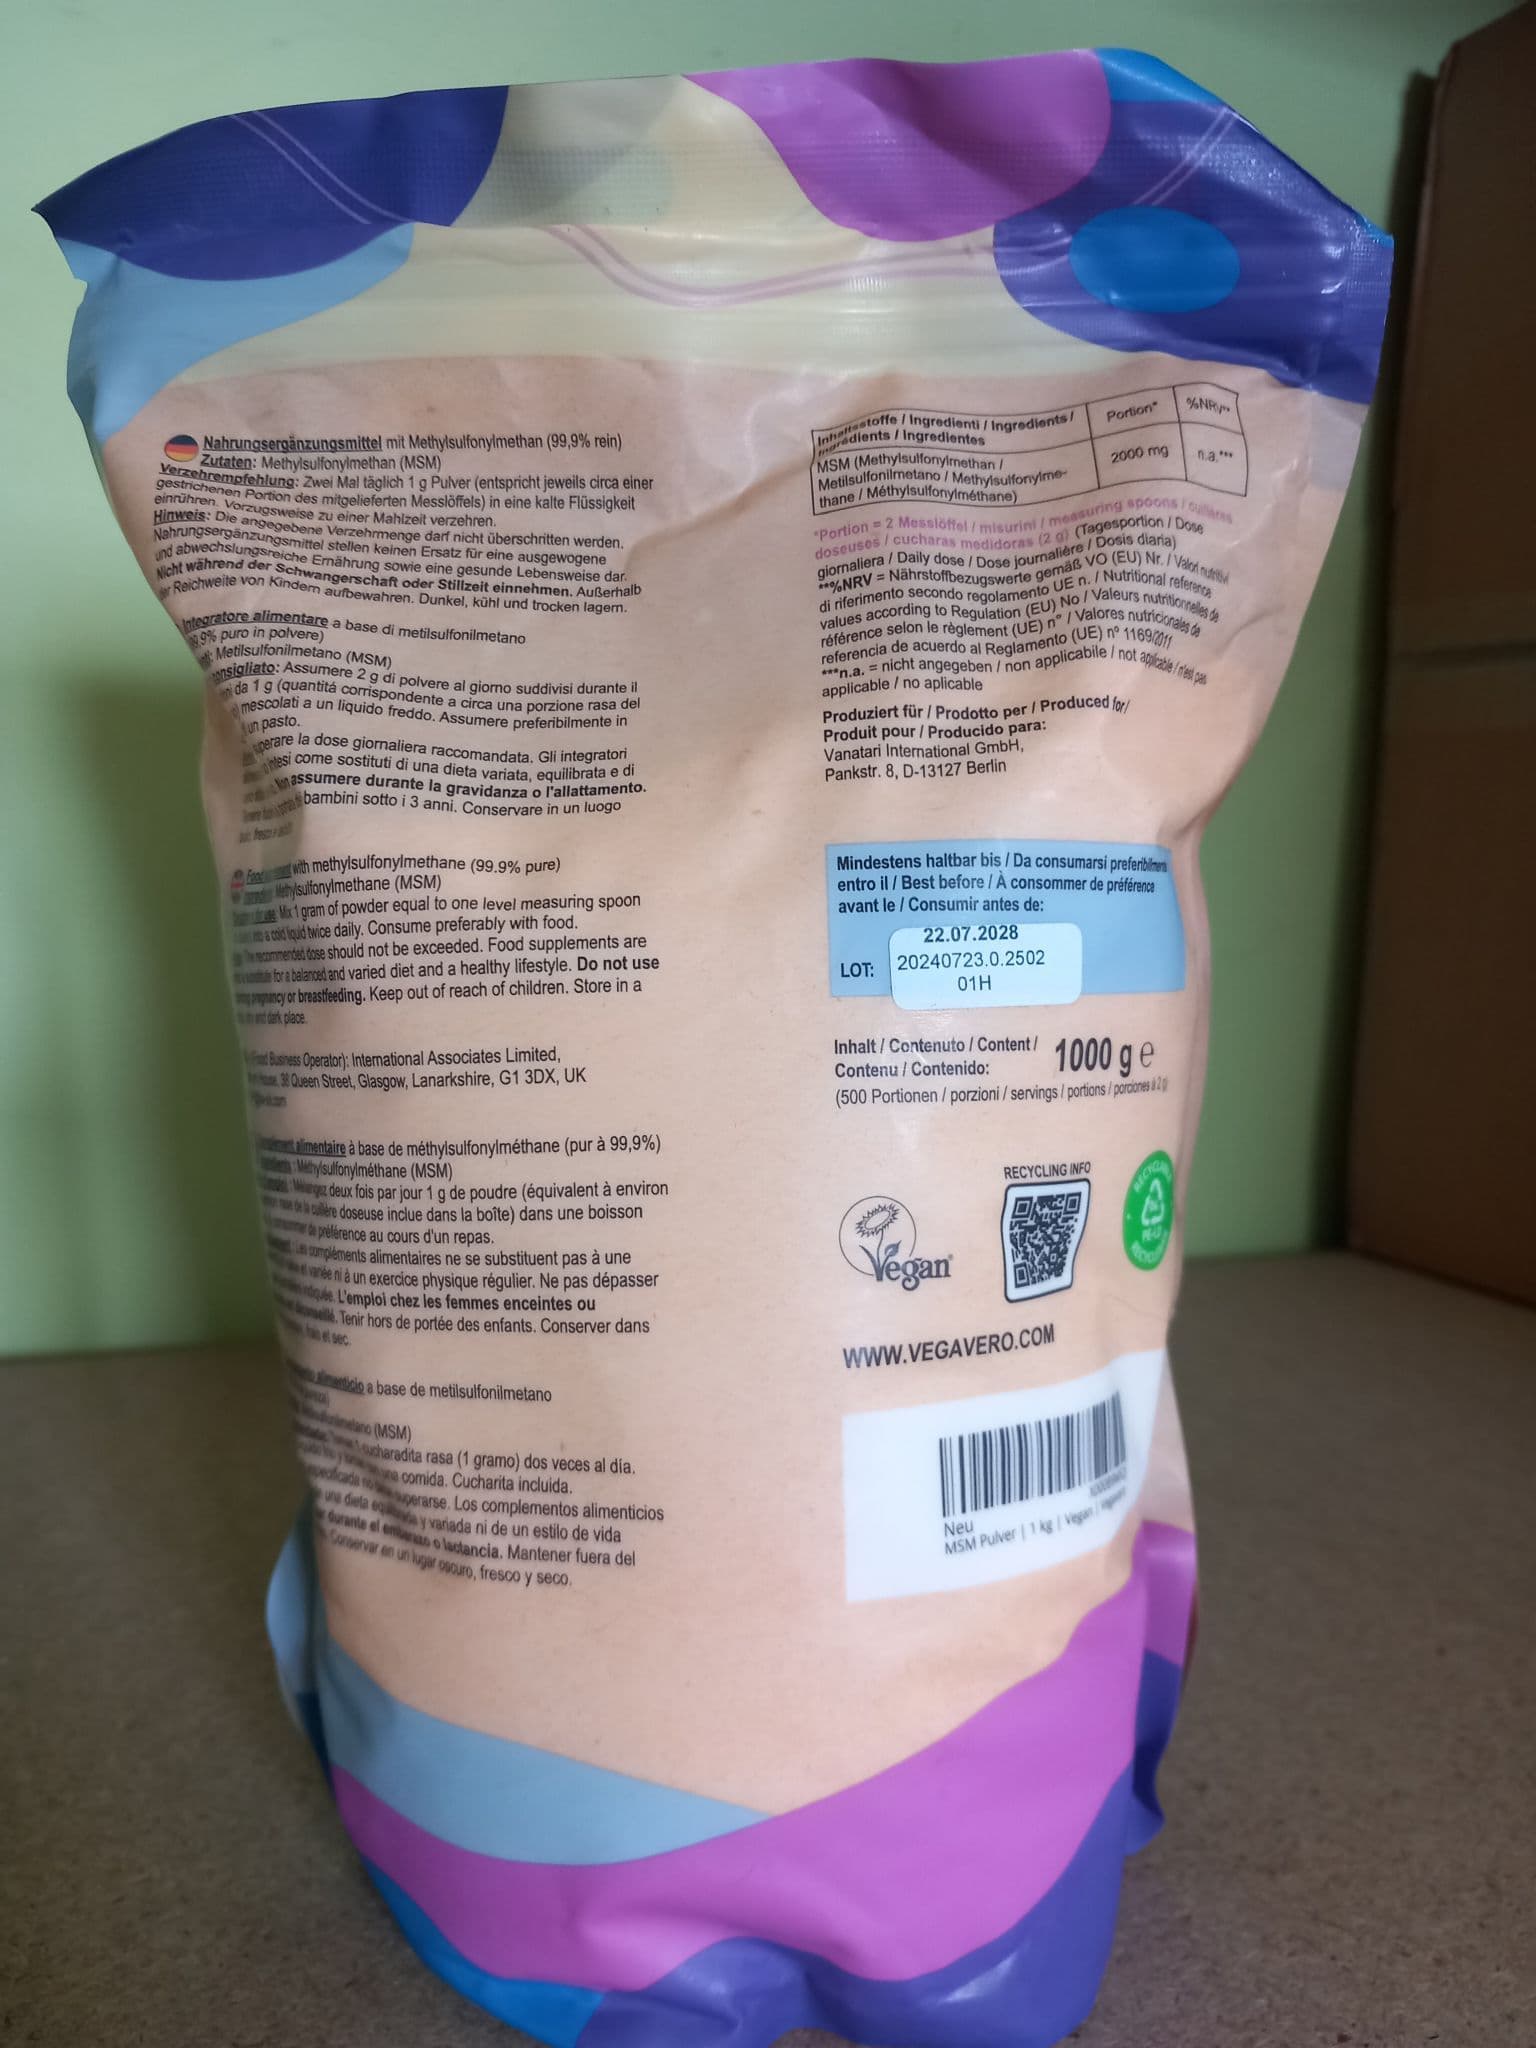 Nahrungsergänzungsmittel mit Methylsulfonylmethan (99,9% rein)
Zutaten: Methylsulfonylmethan (MSM)
Verzehrempfehlung: Zwei Mal täglich 1 g Pulver (entspricht jeweils circa einer
gestrichenen Portion des mitgelieferten Messlöffels) in eine kalte Flüssigkeit
einrühren. Vorzugsweise zu einer Mahlzeit verzehren.
Hinweis: Die angegebene Verzehrmenge darf nicht überschritten werden.
Nahrungsergänzungsmittel stellen keinen Ersatz für eine ausgewogene
und abwechslungsreiche Ernährung sowie eine gesunde Lebensweise dar.
Nicht während der Schwangerschaft oder Stillzeit einnehmen. Außerhalb
der Reichweite von Kindern aufbewahren. Dunkel, kühl und trocken lagern.
Integratore alimentare a base di metilsulfonilmetano
puro in polvere)
Metilsulfonilmetano (MSM)
Assumere 2 g di polvere al giorno suddivisi durante il
da 1 g (quantitá corrispondente a circa una porzione rasa del
mescolati a un liquido freddo. Assumere preferibilmente in
un pasto.
superare la dose giornaliera raccomandata. Gli integratori
intesi come sostituti di una dieta variata, equilibrata e di
Non assumere durante la gravidanza o l'allattamento.
bambini sotto i 3 anni. Conservare in un luogo
with methylsulfonylmethane (99.9% pure)
Methylsulfonylmethane (MSM)
Mix 1 gram of powder equal to one level measuring spoon
into a cold liquid twice daily. Consume preferably with food.
The recommended dose should not be exceeded. Food supplements are
for a balanced and varied diet and a healthy lifestyle. Do not use
pregnancy or breastfeeding. Keep out of reach of children. Store in a
and dark place.
Business Operator): International Associates Limited,
38 Queen Street, Glasgow, Lanarkshire, G1 3DX, UK
alimentaire à base de méthylsulfonylméthane (pur à 99,9%)
Méthylsulfonylméthane (MSM)
Mélangez deux fois par jour 1 g de poudre (équivalent à environ
de la cuillère doseuse inclue dans la boîte) dans une boisson
de préférence au cours d'un repas.
Les compléments alimentaires ne se substituent pas à une
et variée ni à un exercice physique régulier. Ne pas dépasser
L'emploi chez les femmes enceintes ou
Tenir hors de portée des enfants. Conserver dans
frais et sec.
alimenticio a base de metilsulfonilmetano
(MSM)
cucharadita rasa (1 gramo) dos veces al día.
una comida. Cucharita incluida.
superarse. Los complementos alimenticios
una dieta equilibrada y variada ni de un estilo de vida
durante el embarazo o lactancia. Mantener fuera del
Conservar en un lugar oscuro, fresco y seco.
Inhaltsstoffe / Ingredienti / Ingredients / Portion* %NRV**
Ingrédients / Ingredientes
MSM (Methylsulfonylmethan / 2000 mg n.a.***
Metilsulfonilmetano / Methylsulfonylme-
thane / Méthylsulfonylméthane)
*Portion = 2 Messlöffel / misurini / measuring spoons / cuillères
doseuses / cucharas medidoras (2 g) (Tagesportion / Dose
giornaliera / Daily dose / Dose journalière / Dosis diaria)
**%NRV = Nährstoffbezugswerte gemäß VO (EU) Nr. / Valori nutritivi
di riferimento secondo regolamento UE n. / Nutritional reference
values according to Regulation (EU) No / Valeurs nutritionnelles de
référence selon le règlement (UE) n° / Valores nutricionales de
referencia de acuerdo al Reglamento (UE) nº 1169/2011
***n.a. = nicht angegeben / non applicabile / not applicable / n'est pas
applicable / no aplicable
Produziert für / Prodotto per / Produced for/
Produit pour / Producido para:
Vanatari International GmbH,
Pankstr. 8, D-13127 Berlin
Mindestens haltbar bis / Da consumarsi preferibilmente
entro il / Best before / À consommer de préférence
avant le / Consumir antes de:
22.07.2028
LOT: 20240723.0.2502
01H
Inhalt / Contenuto / Content / 1000 g e
Contenu / Contenido:
(500 Portionen / porzioni / servings / portions / porciones à 2 g)
RECYCLING INFO
Vegan
WWW.VEGAVERO.COM
Neu
MSM Pulver | 1 kg | Vegan |